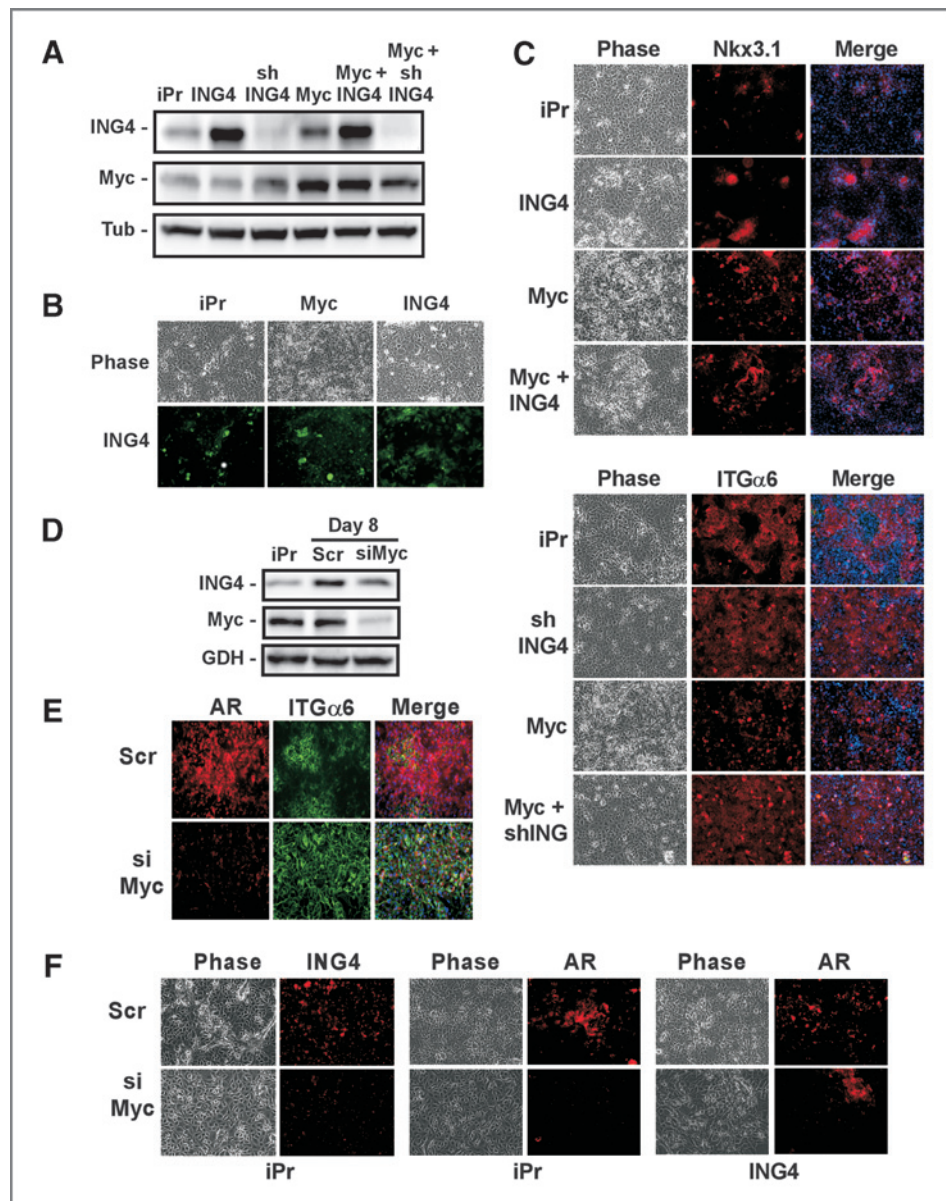 A
iPr ING4 sh ING4 Myc Myc + ING4 Myc + sh ING4
ING4 -
Myc -
Tub -
B
iPr Myc ING4
Phase
ING4
C
Phase Nkx3.1 Merge
iPr
ING4
Myc
Myc + ING4
Phase ITGα6 Merge
iPr
sh ING4
Myc
Myc + shING
D
Day 8
iPr Scr siMyc
ING4 -
Myc -
GDH -
E
AR ITGα6 Merge
Scr
si Myc
F
Phase ING4 Phase AR Phase AR
Scr
si Myc
iPr iPr ING4